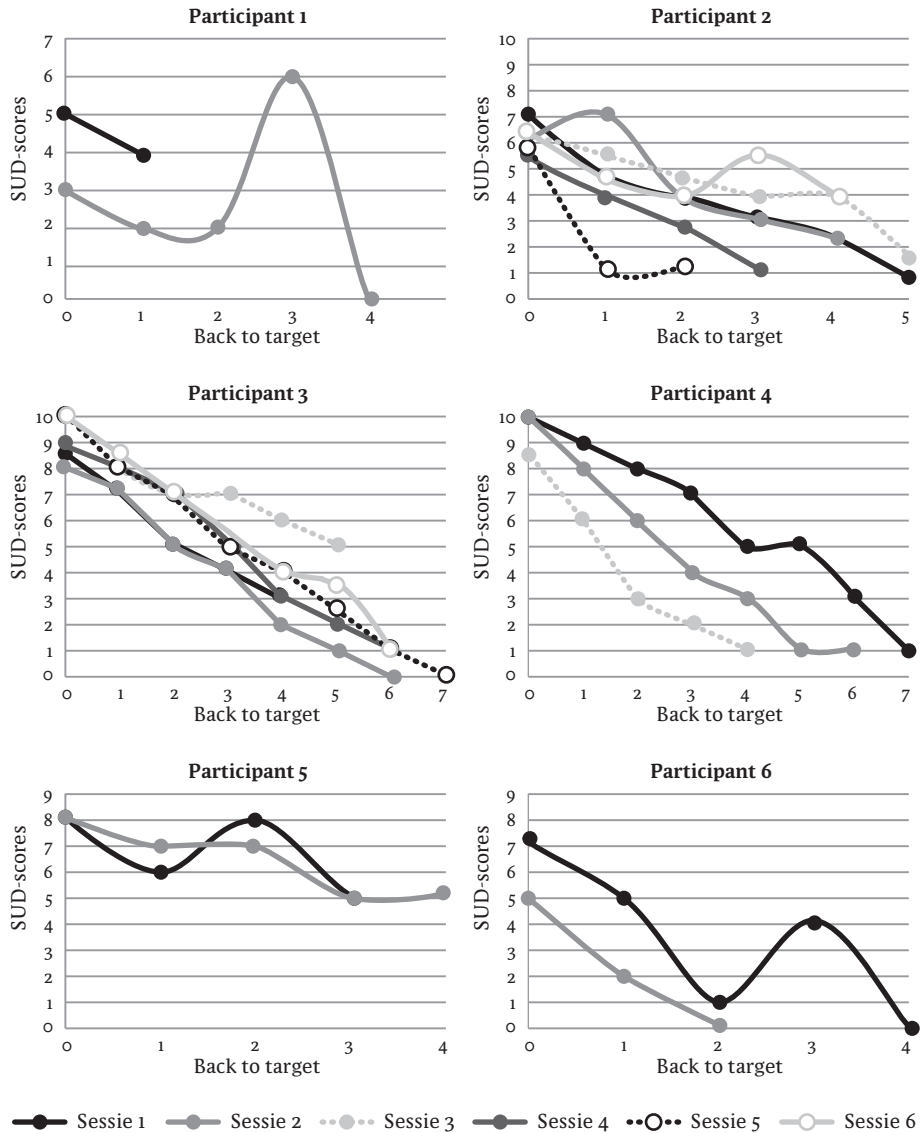 Participant 1
7
6
5
4
3
2
1
0
SUD-scores
0 1 2 3 4
Back to target
Participant 2
10
9
8
7
6
5
4
3
2
1
0
SUD-scores
0 1 2 3 4 5
Back to target
Participant 3
10
9
8
7
6
5
4
3
2
1
0
SUD-scores
0 1 2 3 4 5 6 7
Back to target
Participant 4
10
9
8
7
6
5
4
3
2
1
0
SUD-scores
0 1 2 3 4 5 6 7
Back to target
Participant 5
9
8
7
6
5
4
3
2
1
0
SUD-scores
0 1 2 3 4
Back to target
Participant 6
9
8
7
6
5
4
3
2
1
0
SUD-scores
0 1 2 3 4
Back to target
Sessie 1 Sessie 2 Sessie 3 Sessie 4 Sessie 5 Sessie 6